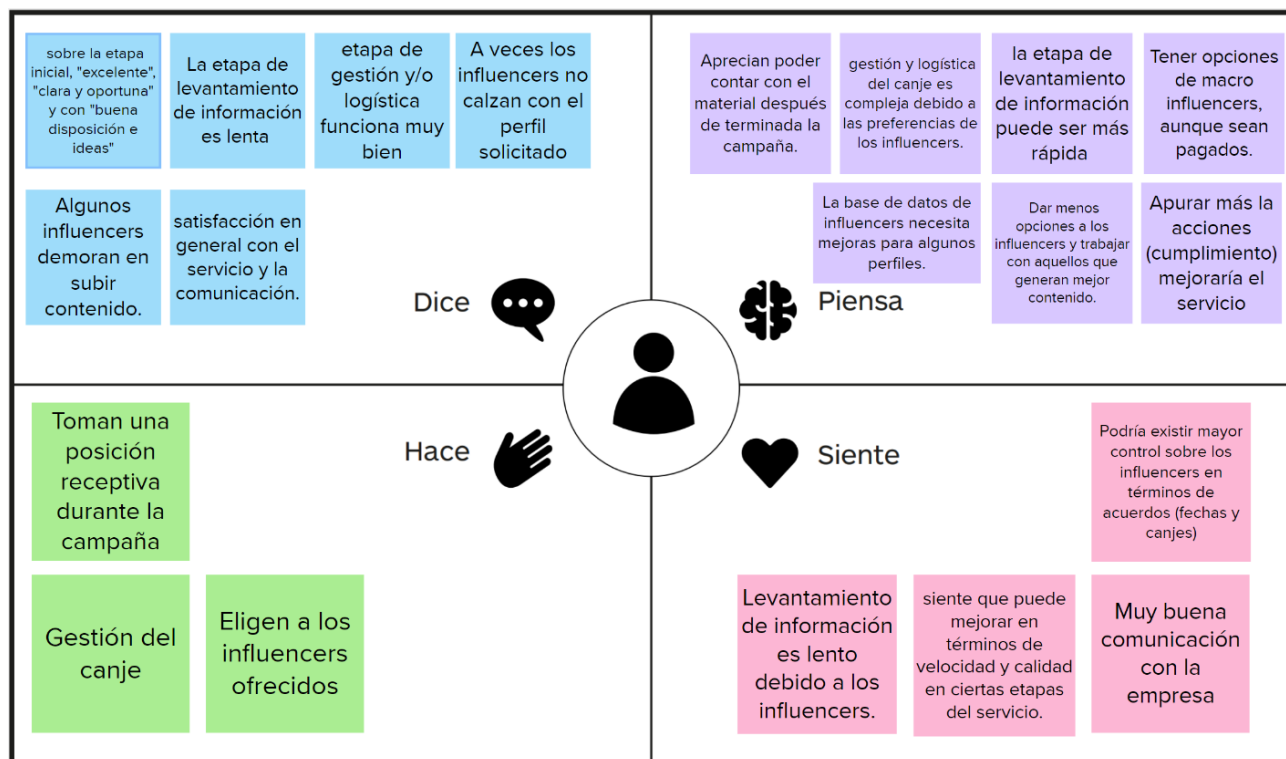 sobre la etapa
inicial, "excelente",
"clara y oportuna"
y con "buena
disposición e
ideas"
La etapa de
levantamiento
de información
es lenta
etapa de
gestión y/o
logística
funciona muy
bien
A veces los
influencers no
calzan con el
perfil
solicitado
Algunos
influencers
demoran en
subir
contenido.
satisfacción en
general con el
servicio y la
comunicación.
Dice
Aprecian poder
contar con el
material después
de terminada la
campaña.
gestión y logística
del canje es
compleja debido a
las preferencias de
los influencers.
la etapa de
levantamiento
de información
puede ser más
rápida
Tener opciones
de macro
influencers,
aunque sean
pagados.
La base de datos de
influencers necesita
mejoras para algunos
perfiles.
Dar menos
opciones a los
influencers y trabajar
con aquellos que
generan mejor
contenido.
Apurar más la
acciones
(cumplimiento)
mejoraría el
servicio
Piensa
Toman una
posición
receptiva
durante la
campaña
Hace
Gestión del
canje
Eligen a los
influencers
ofrecidos
Siente
Podría existir mayor
control sobre los
influencers en
términos de
acuerdos (fechas y
canjes)
Levantamiento
de información
es lento
debido a los
influencers.
siente que puede
mejorar en
términos de
velocidad y calidad
en ciertas etapas
del servicio.
Muy buena
comunicación
con la
empresa